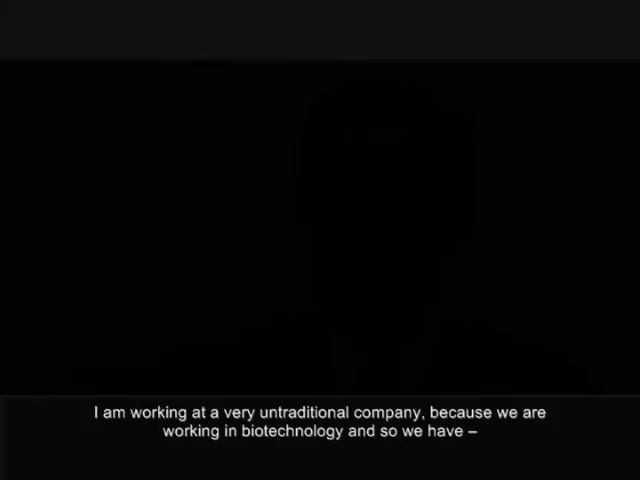 I am working at a very untraditional company, because we are
working in biotechnology and so we have –